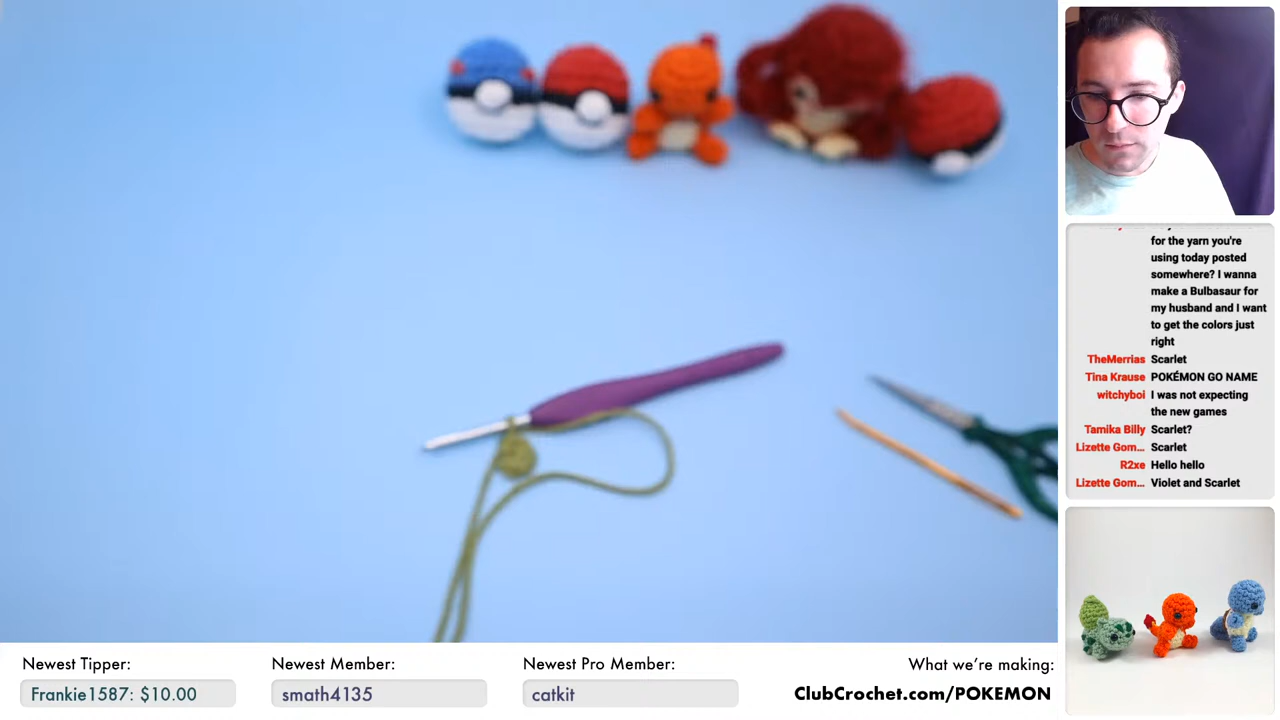 for the yarn you're
using today posted
somewhere? I wanna
make a Bulbasaur for
my husband and I want
to get the colors just
right
TheMerrias Scarlet
Tina Krause POKÉMON GO NAME
witchyboi I was not expecting
the new games
Tamika Billy Scarlet?
Lizette Gom... Scarlet
R2xe Hello hello
Lizette Gom... Violet and Scarlet
Newest Tipper:
Frankie1587: $10.00
Newest Member:
smath4135
Newest Pro Member:
catkit
What we're making:
ClubCrochet.com/POKEMON